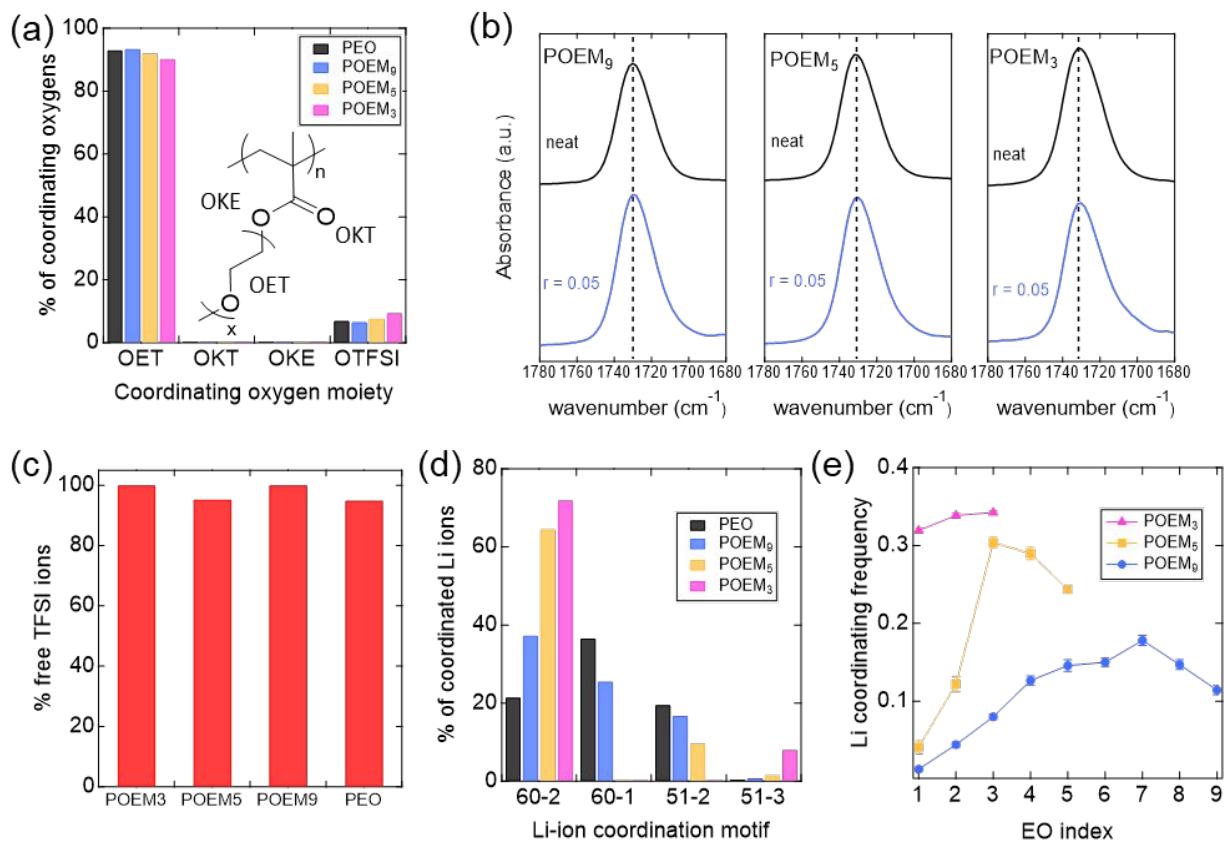 (a)
% of coordinating oxygens
100
80
60
40
20
0
PEO
POEM9
POEM5
POEM3
n
OKE
O
O
OKT
OET
O
x
OET OKT OKE OTFSI
Coordinating oxygen moiety
(b)
Absorbance (a.u.)
POEM9
neat
r = 0.05
1780 1760 1740 1720 1700 1680
wavenumber (cm-1)
POEM5
neat
r = 0.05
1780 1760 1740 1720 1700 1680
wavenumber (cm-1)
POEM3
neat
r = 0.05
1780 1760 1740 1720 1700 1680
wavenumber (cm-1)
(c)
% free TFSI ions
100
80
60
40
20
0
POEM3 POEM5 POEM9 PEO
(d)
% of coordinated Li ions
80
60
40
20
0
PEO
POEM9
POEM5
POEM3
60-2 60-1 51-2 51-3
Li-ion coordination motif
(e)
Li coordinating frequency
0.4
0.3
0.2
0.1
POEM3
POEM5
POEM9
1 2 3 4 5 6 7 8 9
EO index